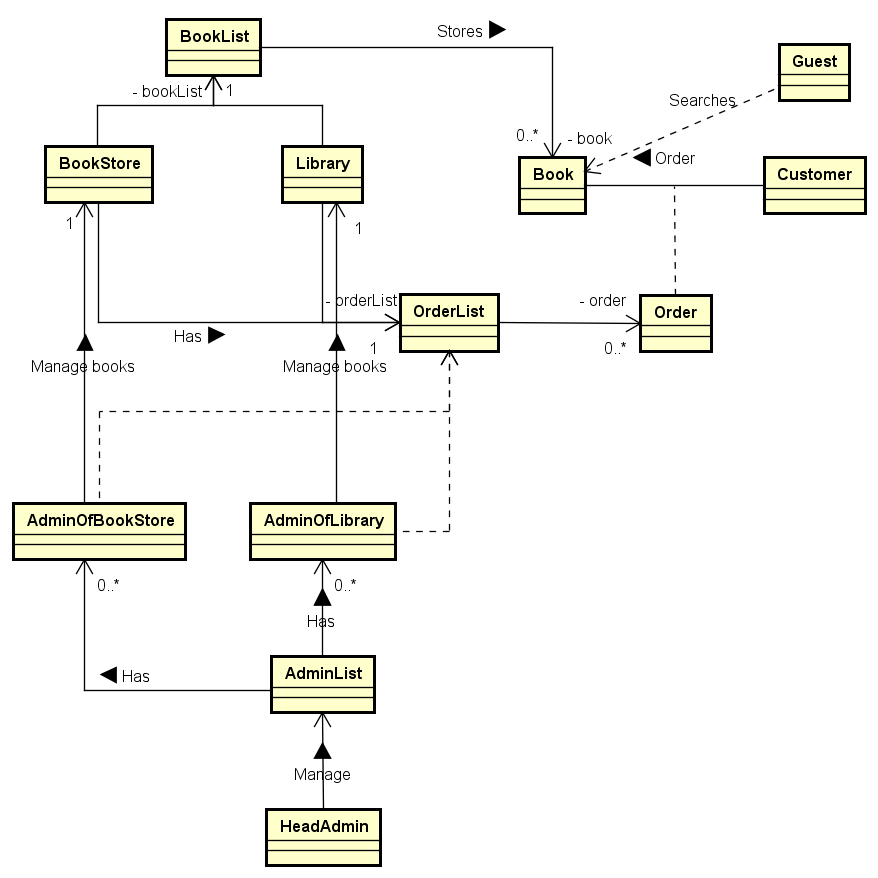 BookList
Stores
Guest
- bookList
1
Searches
0..*
- book
Order
BookStore
Library
Book
Customer
1
1
- orderList
OrderList
- order
Order
Has
1
0..*
Manage books
Manage books
AdminOfBookStore
AdminOfLibrary
0..*
0..*
Has
Has
AdminList
Manage
HeadAdmin